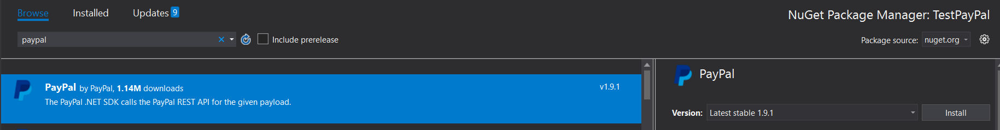 Browse Installed Updates 9
NuGet Package Manager: TestPayPal
paypal
Include prerelease
Package source: nuget.org
PayPal by PayPal, 1.14M downloads
v1.9.1
The PayPal .NET SDK calls the PayPal REST API for the given payload.
PayPal
Version: Latest stable 1.9.1
Install